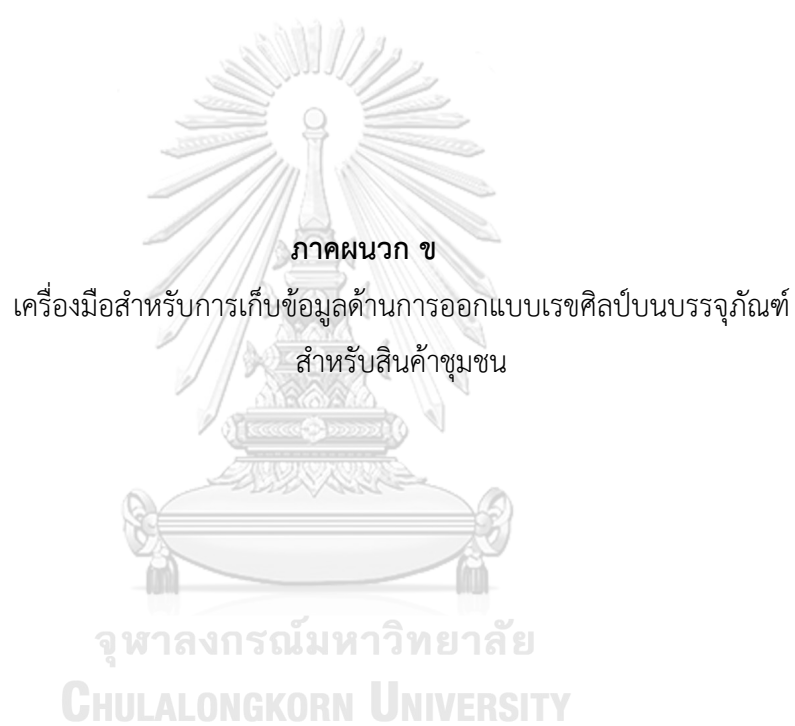 ภาคผนวก ข
เครื่องมือสำหรับการเก็บข้อมูลด้านการออกแบบเรขศิลป์บนบรรจุภัณฑ์
สำหรับสินค้าชุมชน
จุฬาลงกรณ์มหาวิทยาลัย
CHULALONGKORN UNIVERSITY